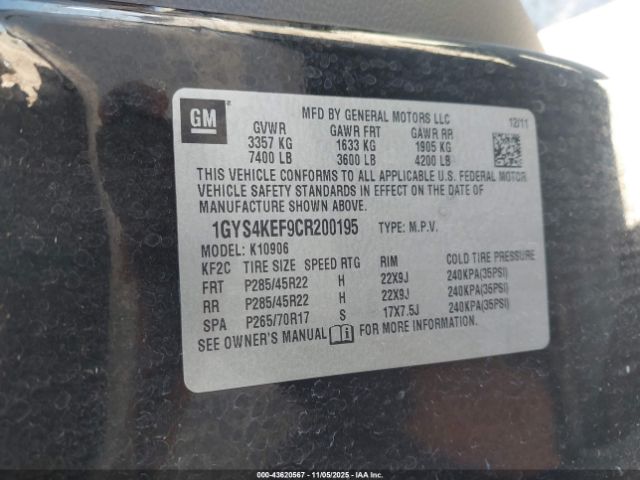 GM
MFD BY GENERAL MOTORS LLC
12/11
GVWR GAWR FRT GAWR RR
3357 KG 1633 KG 1905 KG
7400 LB 3600 LB 4200 LB
THIS VEHICLE CONFORMS TO ALL APPLICABLE U.S. FEDERAL MOTOR
VEHICLE SAFETY STANDARDS IN EFFECT ON THE DATE OF
MANUFACTURE SHOWN ABOVE.
1GYS4KEF9CR200195 TYPE: M.P.V.
MODEL: K10906
KF2C TIRE SIZE SPEED RTG RIM COLD TIRE PRESSURE
FRT P285/45R22 H 22X9J 240KPA(35PSI)
RR P285/45R22 H 22X9J 240KPA(35PSI)
SPA P265/70R17 S 17X7.5J 240KPA(35PSI)
SEE OWNER'S MANUAL FOR MORE INFORMATION.
00-43620567 - 11/05/2025 - IAAI.COM